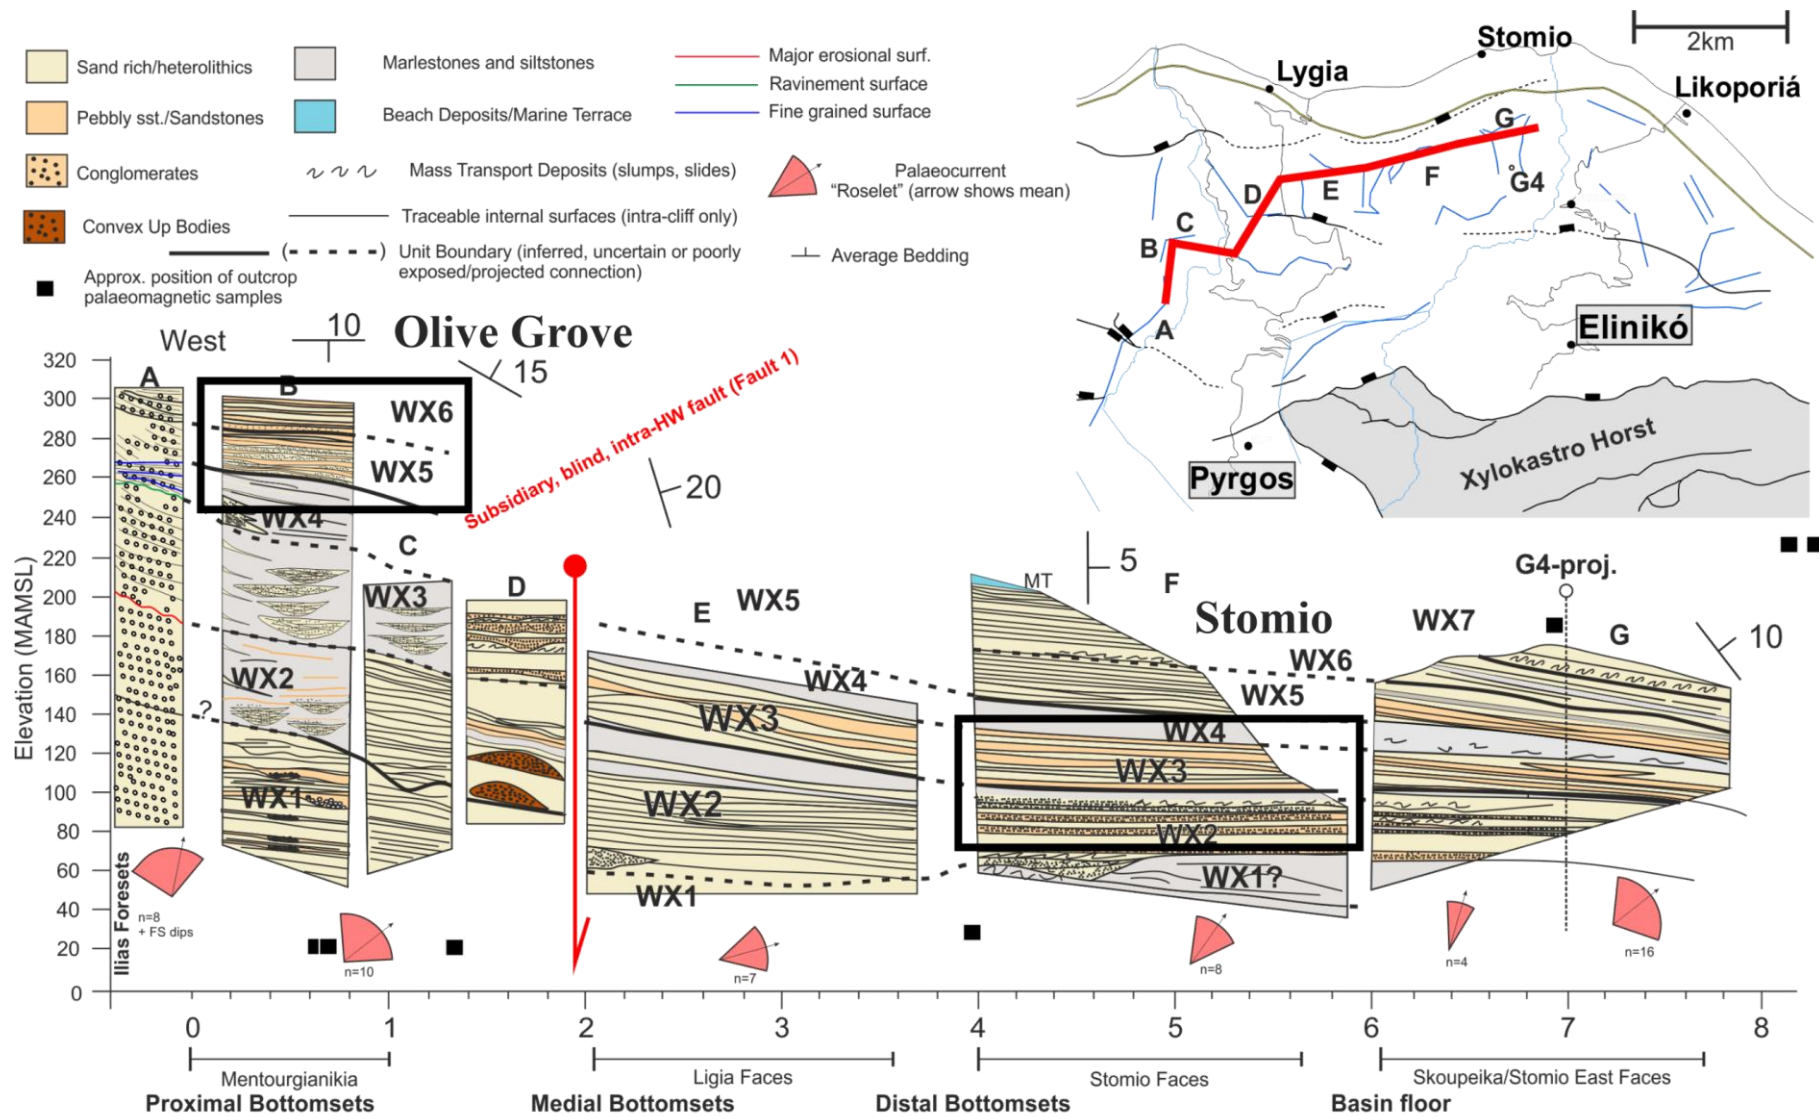 Sand rich/heterolithics
Pebbly sst./Sandstones
Conglomerates
Convex Up Bodies
Approx. position of outcrop
palaeomagnetic samples
Marlestones and siltstones
Beach Deposits/Marine Terrace
Mass Transport Deposits (slumps, slides)
Traceable internal surfaces (intra-cliff only)
( )
Unit Boundary (inferred, uncertain or poorly
exposed/projected connection)
Major erosional surf.
Ravinement surface
Fine grained surface
Palaeocurrent
“Roselet” (arrow shows mean)
Average Bedding
2km
Stomio
Lygia
Likoporiá
G
G4
F
E
D
C
B
A
Elinikó
Pyrgos
Xylokastro Horst
West
10
Olive Grove
15
Subsidiary, blind, intra-HW fault (Fault 1)
20
5
10
Elevation (MAMSL)
320
300
280
260
240
220
200
180
160
140
120
100
80
60
40
20
0
A
B
WX6
WX5
WX4
C
WX3
WX2
?
WX1
D
E
WX5
WX4
WX3
WX2
WX1
MT
F
Stomio
WX6
WX5
WX4
WX3
WX2
WX1?
G4-proj.
WX7
G
Ilias Foresets
n=8
+ FS dips
n=10
n=7
n=8
n=4
n=16
0 1 2 3 4 5 6 7 8
Mentourgianikia
Ligia Faces
Stomio Faces
Skoupeika/Stomio East Faces
Proximal Bottomsets
Medial Bottomsets
Distal Bottomsets
Basin floor